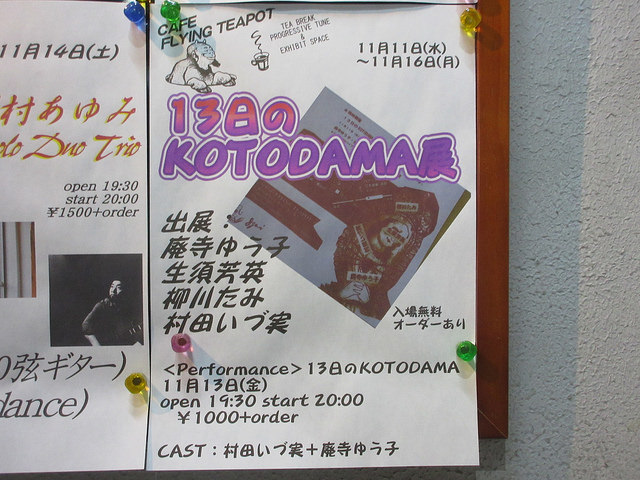 11月14日(土)
村あゆみ
olo Duo Trio
open 19:30
start 20:00
¥1500+order
0弦ギター)
dance)
CAFE
FLYING TEAPOT
TEA BREAK
PROGRESSIVE TUNE
&
EXHIBIT SPACE
11月11日(水)
～11月16日(月)
13日の
KOTODAMA展
出展：
廃寺ゆう子
生須芳英
柳川たみ
村田いづ実
入場無料
オーダーあり
<Performance> 13日のKOTODAMA
11月13日(金)
open 19:30 start 20:00
￥1000+order
CAST：村田いづ実＋廃寺ゆう子